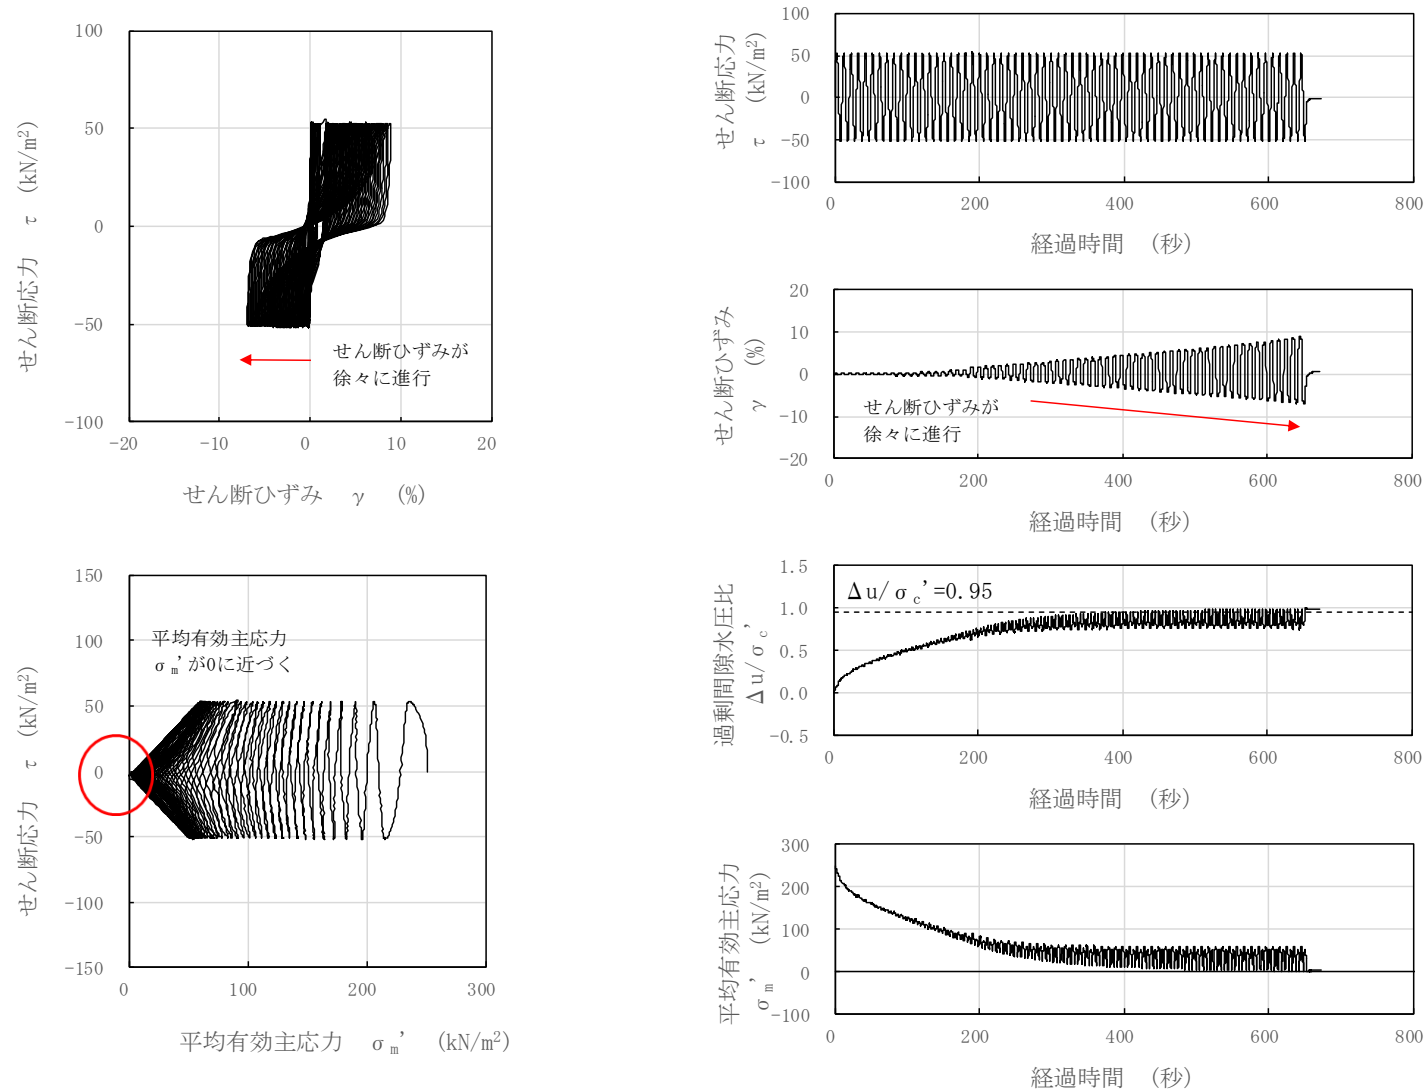 100
50
0
-50
-100
-20
-10
0
10
20
せん断応力 τ (kN/m²)
せん断ひずみが
徐々に進行
せん断ひずみ γ (%)
150
100
50
0
-50
-100
-150
0
100
200
300
せん断応力 τ (kN/m²)
平均有効主応力
σm'が0に近づく
平均有効主応力 σm' (kN/m²)
100
50
0
-50
-100
0
200
400
600
800
せん断応力
τ (kN/m²)
経過時間 (秒)
20
10
0
-10
-20
0
200
400
600
800
せん断ひずみ
γ (%)
せん断ひずみが
徐々に進行
経過時間 (秒)
1.5
1.0
0.5
0.0
-0.5
0
200
400
600
800
過剰間隙水圧比
Δu/σc'
Δu/σc'=0.95
経過時間 (秒)
300
200
100
0
-100
0
200
400
600
800
平均有効主応力
σm' (kN/m²)
経過時間 (秒)